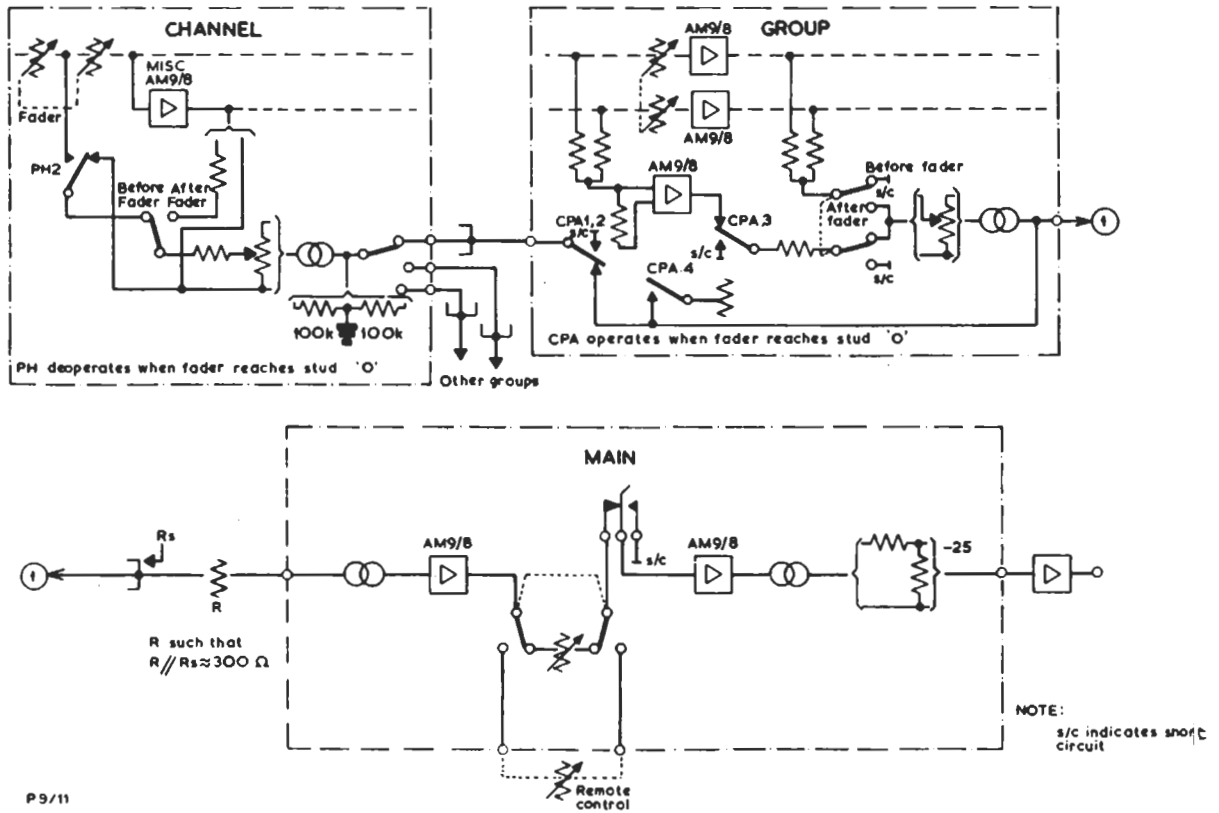 CHANNEL
MISC
AM9/8
Fader
PH2
Before After
Fader Fader
100k 100k
PH deoperates when fader reaches stud 'O'
Other groups
GROUP
AM9/8
AM9/8
AM9/8
Before fader
s/c
After
fader
CPA1,2
s/c
CPA.3
s/c
s/c
CPA.4
CPA operates when fader reaches stud 'O'
1
MAIN
Rs
1
R
AM9/8
s/c
AM9/8
-25
R such that
R//Rs≈300 Ω
NOTE:
s/c indicates short
circuit
Remote
control
P9/11